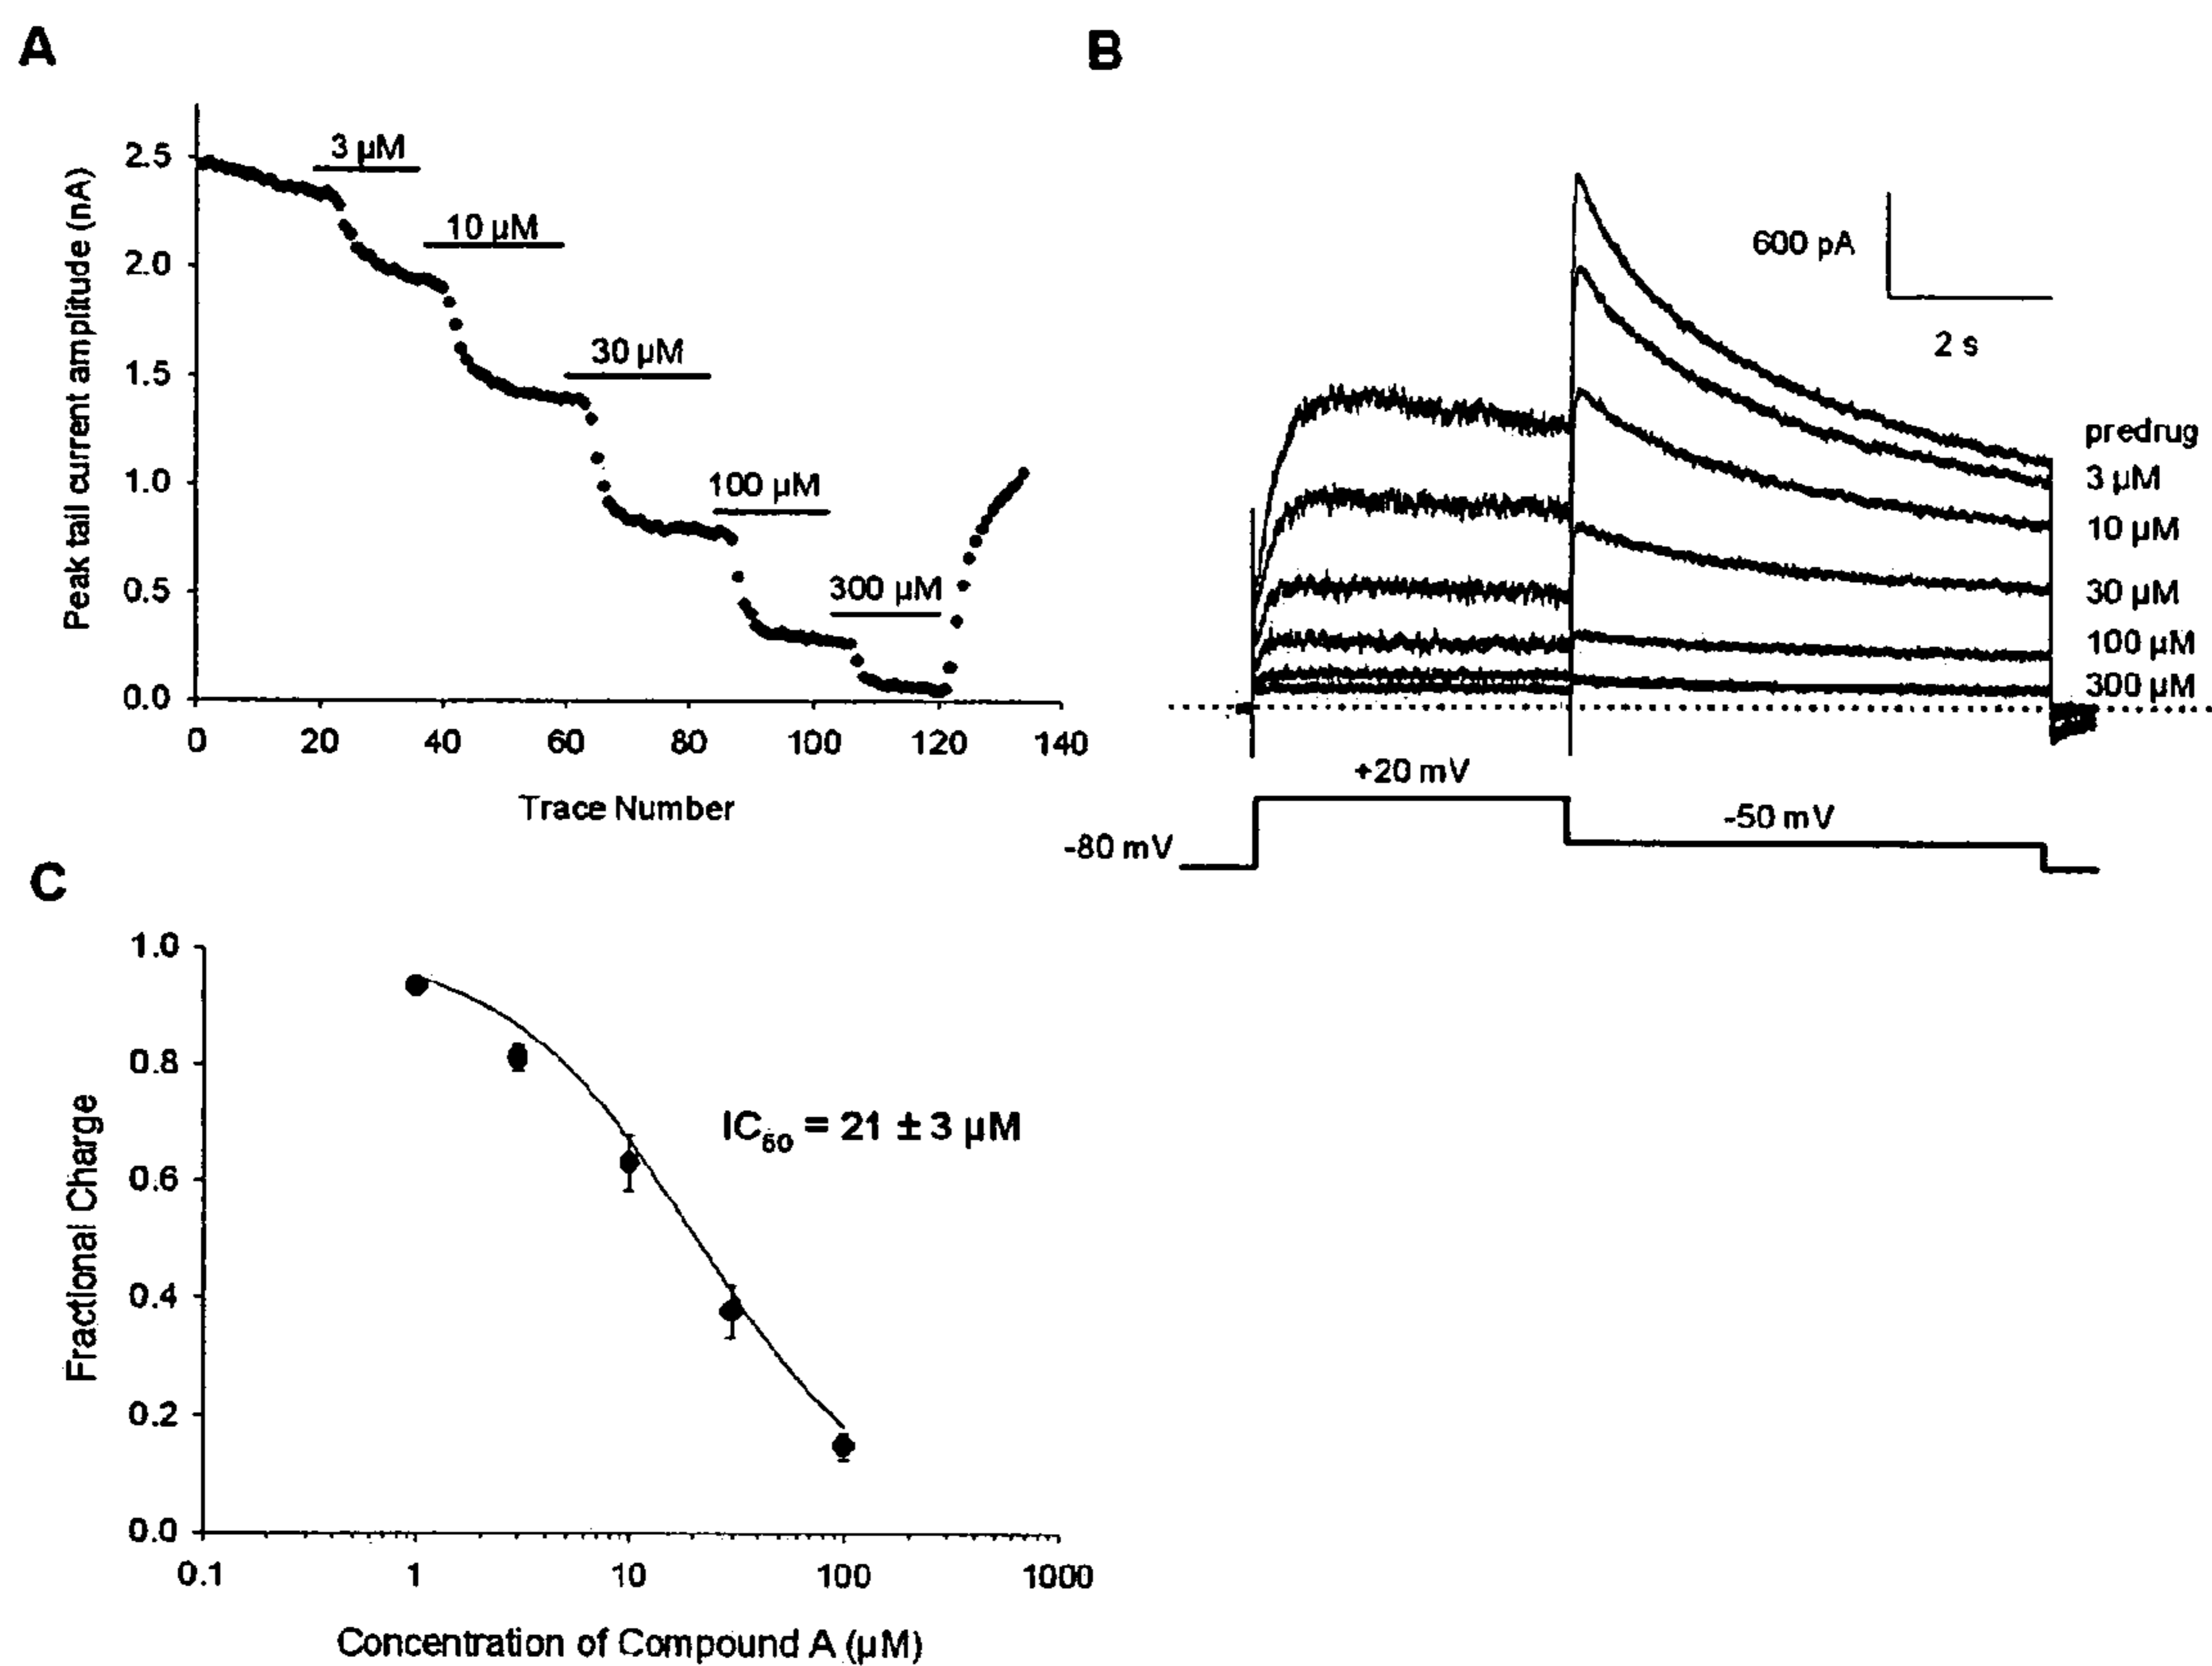 A
Peak tail current amplitude (nA)
2.5
2.0
1.5
1.0
0.5
0.0
3 µM
10 µM
30 µM
100 µM
300 µM
0 20 40 60 80 100 120 140
Trace Number
B
600 pA
2 s
predrug
3 µM
10 µM
30 µM
100 µM
300 µM
+20 mV
-50 mV
-80 mV
C
Fractional Charge
1.0
0.8
0.6
0.4
0.2
0.0
IC50 = 21 ± 3 µM
0.1 1 10 100 1000
Concentration of Compound A (µM)